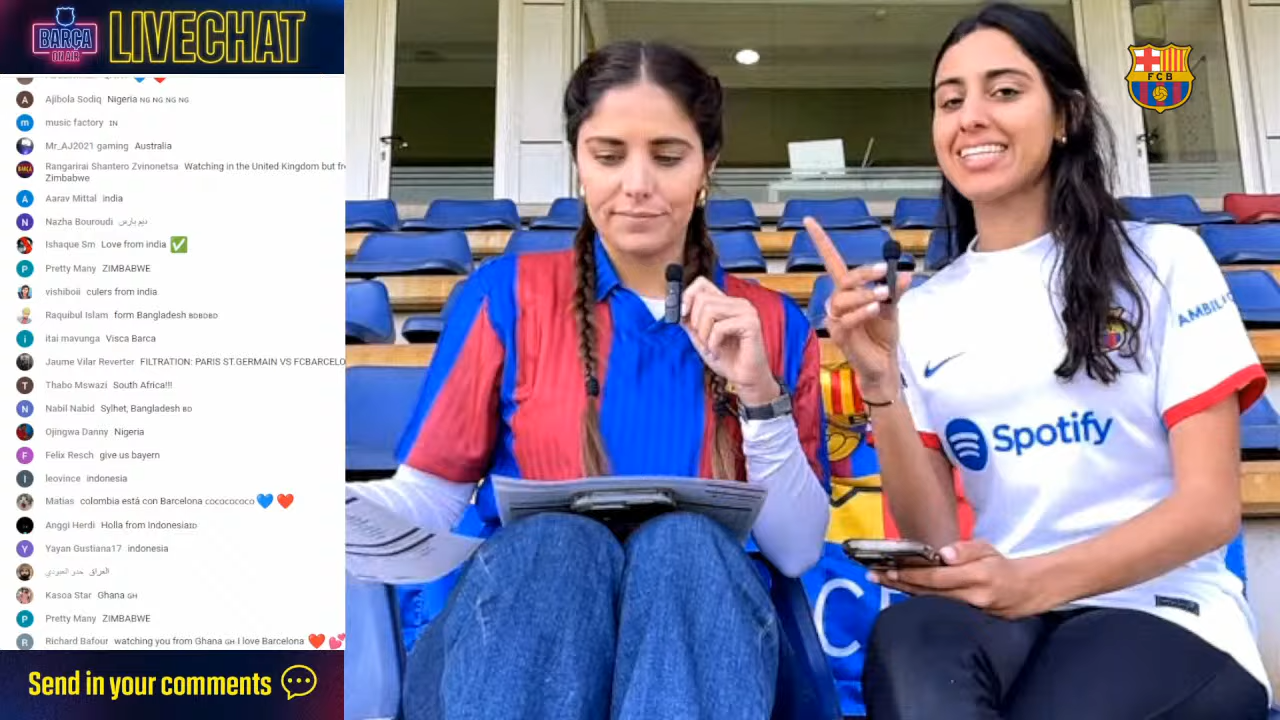 BARÇA
ON AIR
LIVECHAT
A Ajibola Sodiq Nigeria NG NG NG NG
m music factory IN
Mr_AJ2021 gaming Australia
Rangarirai Shantero Zvinonetsa Watching in the United Kingdom but fr
Zimbabwe
A Aarav Mittal india
N Nazha Bouroudi ديم بارس
Ishaque Sm Love from india ✅
P Pretty Many ZIMBABWE
vishiboii culers from india
Raquibul Islam form Bangladesh BDBDBD
i itai mavunga Visca Barca
Jaume Vilar Reverter FILTRATION: PARIS ST.GERMAIN VS FCBARCELO
T Thabo Mswazi South Africa!!!
N Nabil Nabid Sylhet, Bangladesh BD
Ojingwa Danny Nigeria
F Felix Resch give us bayern
l leovince indonesia
Matias colombia está con Barcelona COCOCOCOCO 💙 ❤️
Anggi Herdi Holla from IndonesiaID
Y Yayan Gustiana17 indonesia
جدو العبودي العراق
Kasoa Star Ghana GH
P Pretty Many ZIMBABWE
R Richard Bafour watching you from Ghana GH I love Barcelona ❤️ 💕
Send in your comments
FCB
AMBILI
Spotify
C